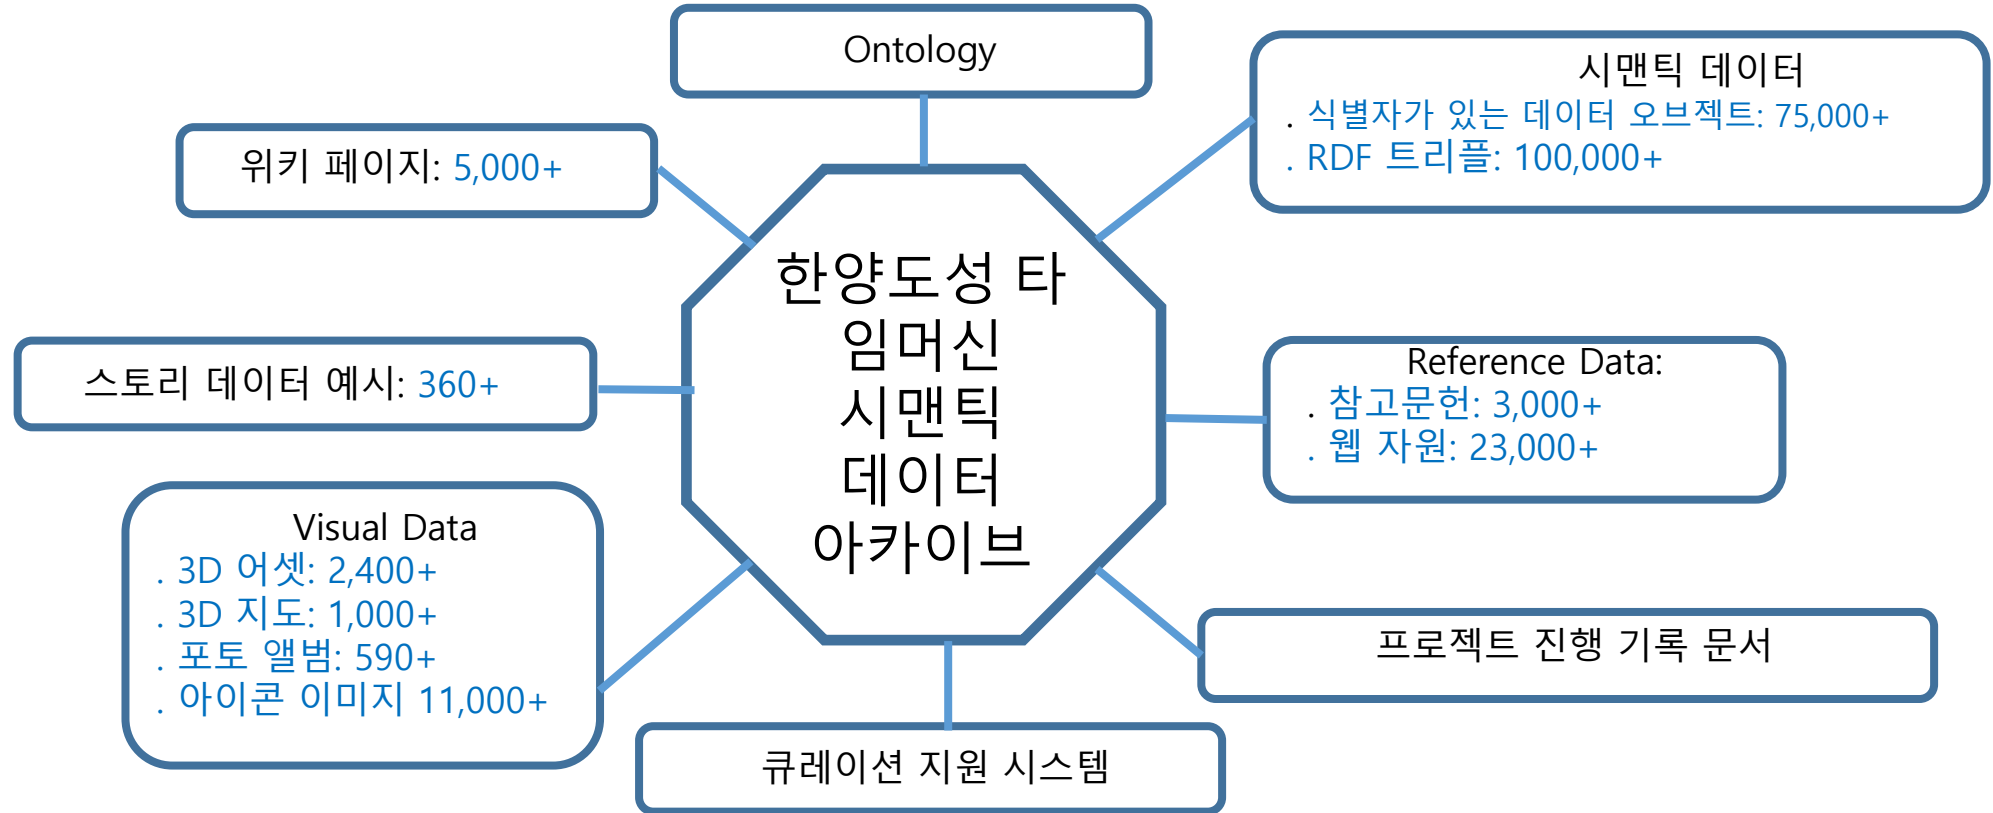 Ontology
시맨틱 데이터
. 식별자가 있는 데이터 오브젝트: 75,000+
. RDF 트리플: 100,000+
위키 페이지: 5,000+
한양도성 타
임머신
시맨틱
데이터
아카이브
스토리 데이터 예시: 360+
Reference Data:
. 참고문헌: 3,000+
. 웹 자원: 23,000+
Visual Data
. 3D 어셋: 2,400+
. 3D 지도: 1,000+
. 포토 앨범: 590+
. 아이콘 이미지 11,000+
프로젝트 진행 기록 문서
큐레이션 지원 시스템